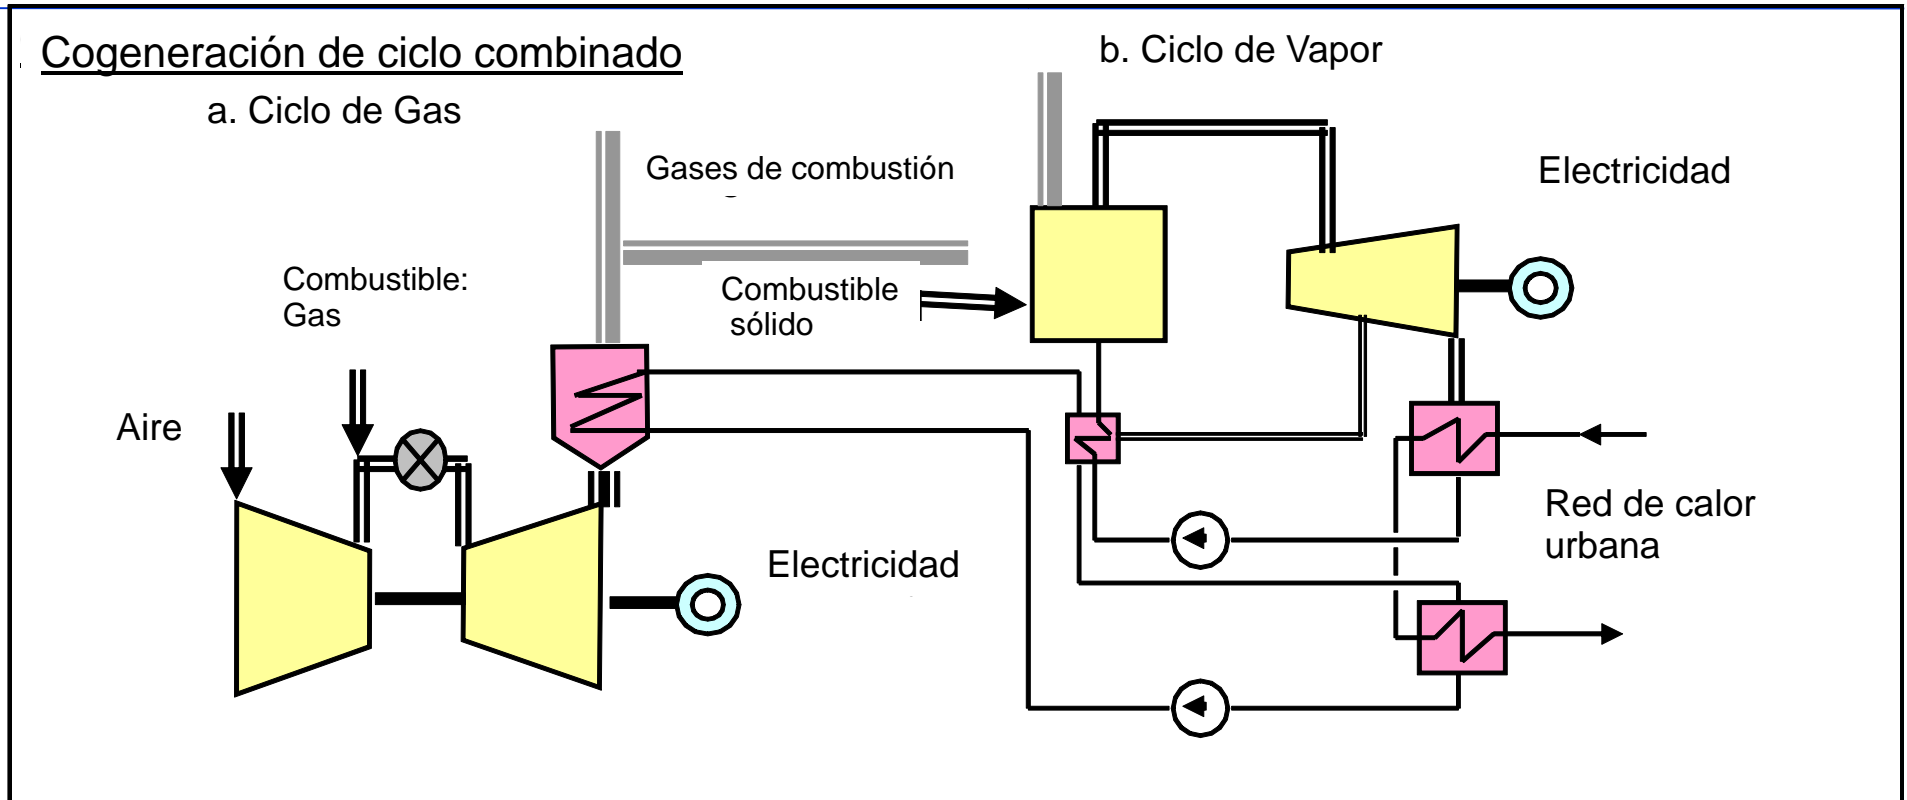 Cogeneración de ciclo combinado
b. Ciclo de Vapor
a. Ciclo de Gas
Gases de combustión
Electricidad
Combustible:
Gas
Combustible
sólido
Aire
Red de calor
urbana
Electricidad